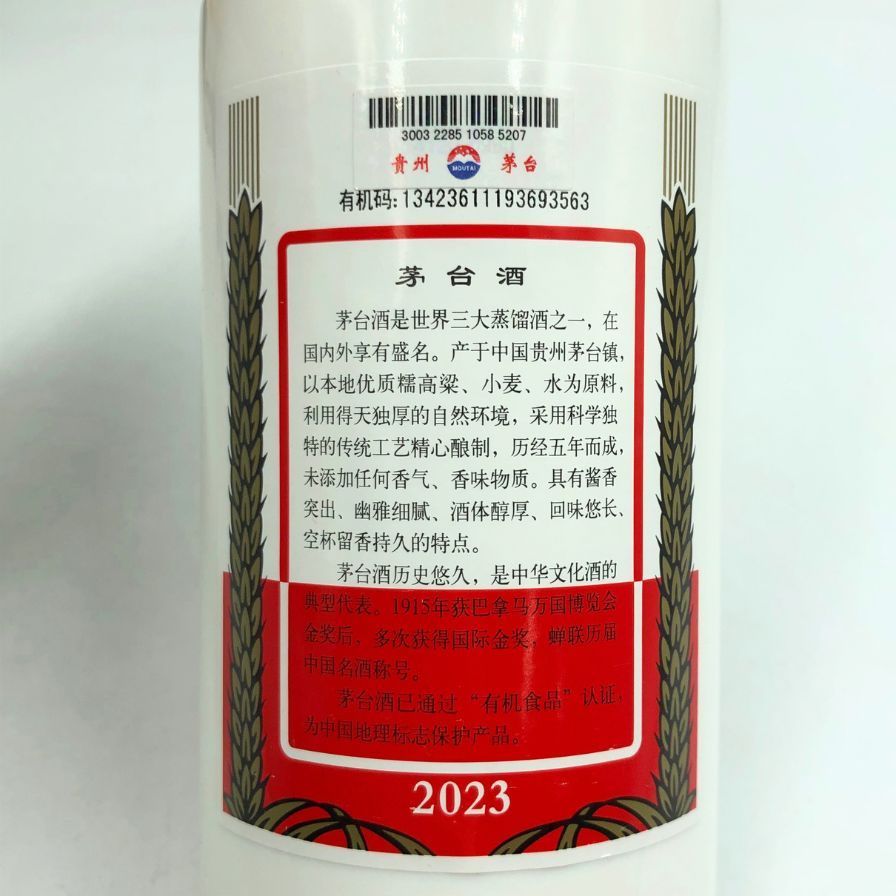 3003 2285 1058 5207
貴州 MOUTAI 茅台
有机码:13423611193693563
茅台酒
茅台酒是世界三大蒸馏酒之一，在
国内外享有盛名。产于中国贵州茅台镇，
以本地优质糯高粱、小麦、水为原料，
利用得天独厚的自然环境，采用科学独
特的传统工艺精心酿制，历经五年而成，
未添加任何香气、香味物质。具有酱香
突出、幽雅细腻、酒体醇厚、回味悠长、
空杯留香持久的特点。
茅台酒历史悠久，是中华文化酒的
典型代表。1915年获巴拿马万国博览会
金奖后，多次获得国际金奖，蝉联历届
中国名酒称号。
茅台酒已通过“有机食品”认证，
为中国地理标志保护产品。
2023